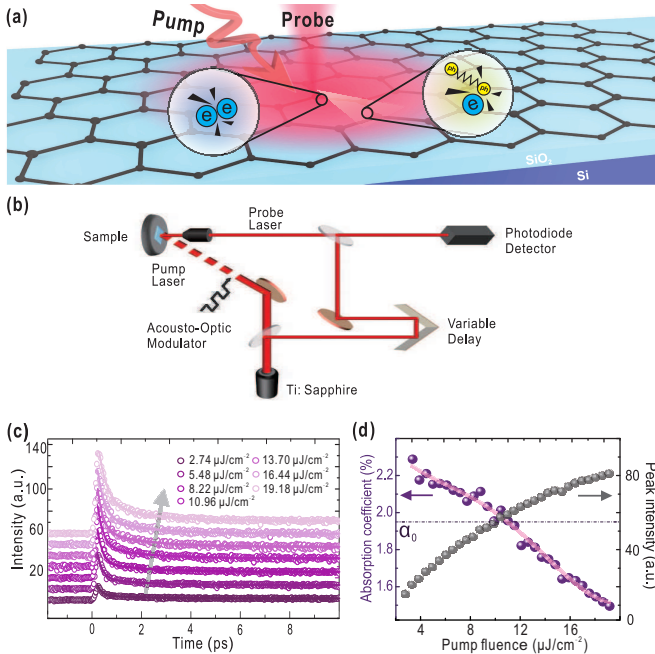 (a)
Pump
Probe
e
e
ph
ph
e
SiO₂
Si
(b)
Probe
Laser
Sample
Photodiode
Detector
Pump
Laser
Acousto-Optic
Modulator
Variable
Delay
Ti: Sapphire
(c)
Intensity (a.u.)
140
100
60
20
2.74 μJ/cm⁻²
5.48 μJ/cm⁻²
8.22 μJ/cm⁻²
10.96 μJ/cm⁻²
13.70 μJ/cm⁻²
16.44 μJ/cm⁻²
19.18 μJ/cm⁻²
0 2 4 6 8
Time (ps)
(d)
Absorption coefficient (%)
2.4
2.2
2.0
1.8
1.6
α₀
Peak intensity (a.u.)
80
40
0
4 8 12 16 20
Pump fluence (μJ/cm⁻²)